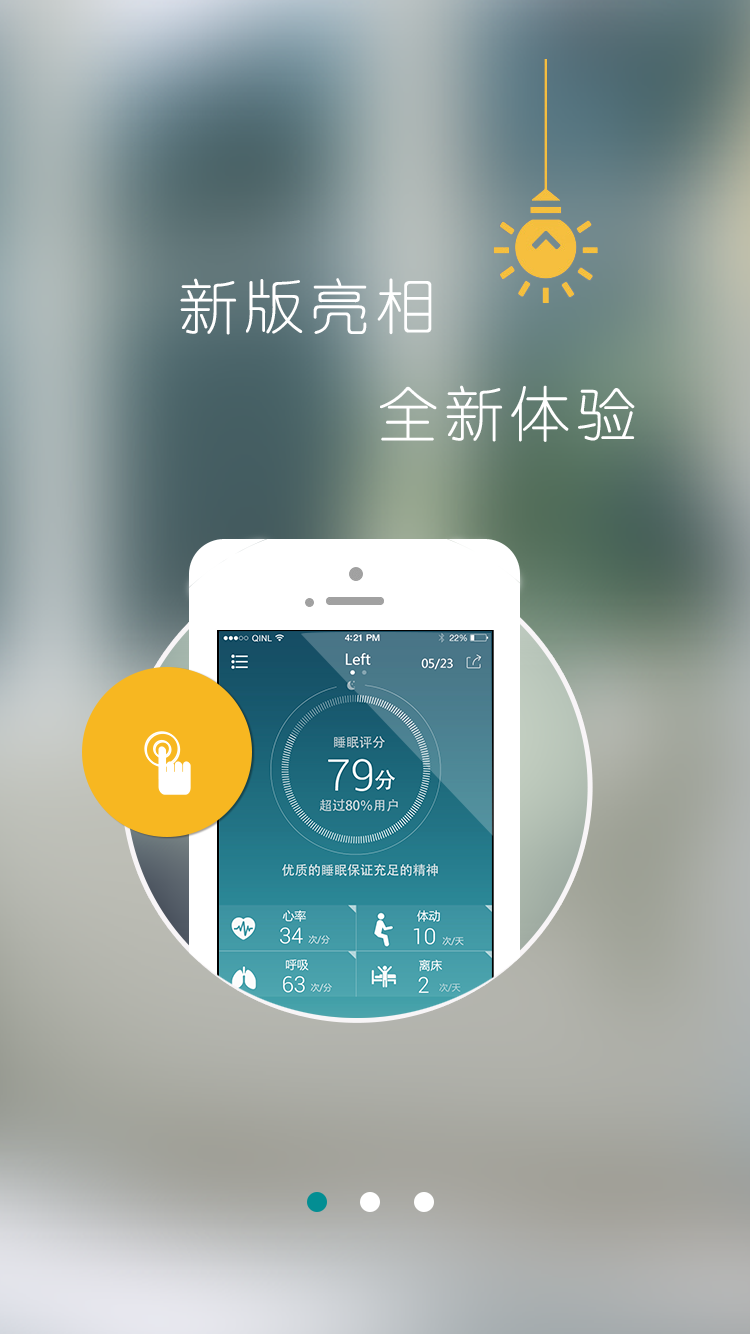 新版亮相
全新体验
QINL 4:21 PM 22%
Left 05/23
睡眠评分
79分
超过80%用户
优质的睡眠保证充足的精神
心率 体动
34 次/分 10 次/天
呼吸 离床
63 次/分 2 次/天